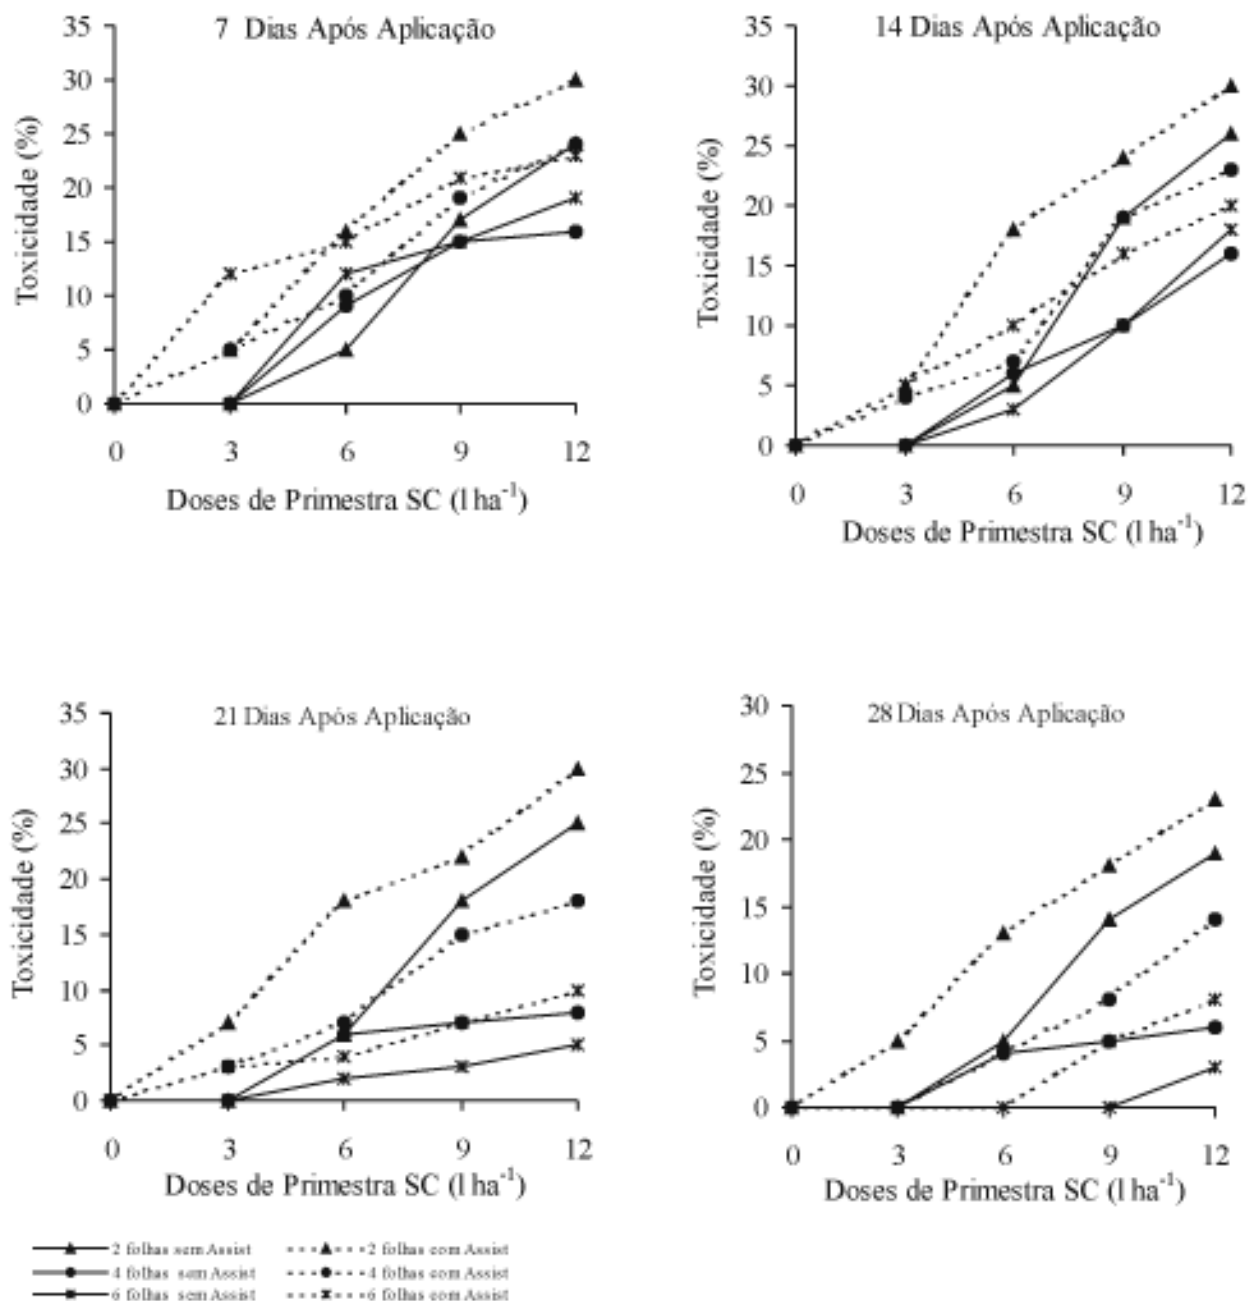 7 Dias Após Aplicação
35
30
25
20
15
10
5
0
Toxicidade (%)
0 3 6 9 12
Doses de Primestra SC (l ha⁻¹)
14 Dias Após Aplicação
35
30
25
20
15
10
5
0
Toxicidade (%)
0 3 6 9 12
Doses de Primestra SC (l ha⁻¹)
21 Dias Após Aplicação
35
30
25
20
15
10
5
0
Toxicidade (%)
0 3 6 9 12
Doses de Primestra SC (l ha⁻¹)
28 Dias Após Aplicação
30
25
20
15
10
5
0
Toxicidade (%)
0 3 6 9 12
Doses de Primestra SC (l ha⁻¹)
2 folhas sem Assist 2 folhas com Assist
4 folhas sem Assist 4 folhas com Assist
6 folhas sem Assist 6 folhas com Assist